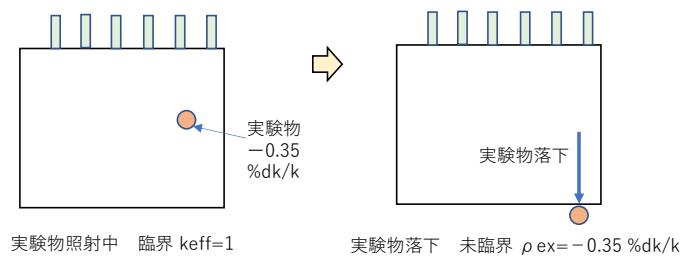 実験物
－0.35
%dk/k
実験物照射中　臨界 keff=1
実験物落下
実験物落下　未臨界 ρ ex=－0.35 %dk/k